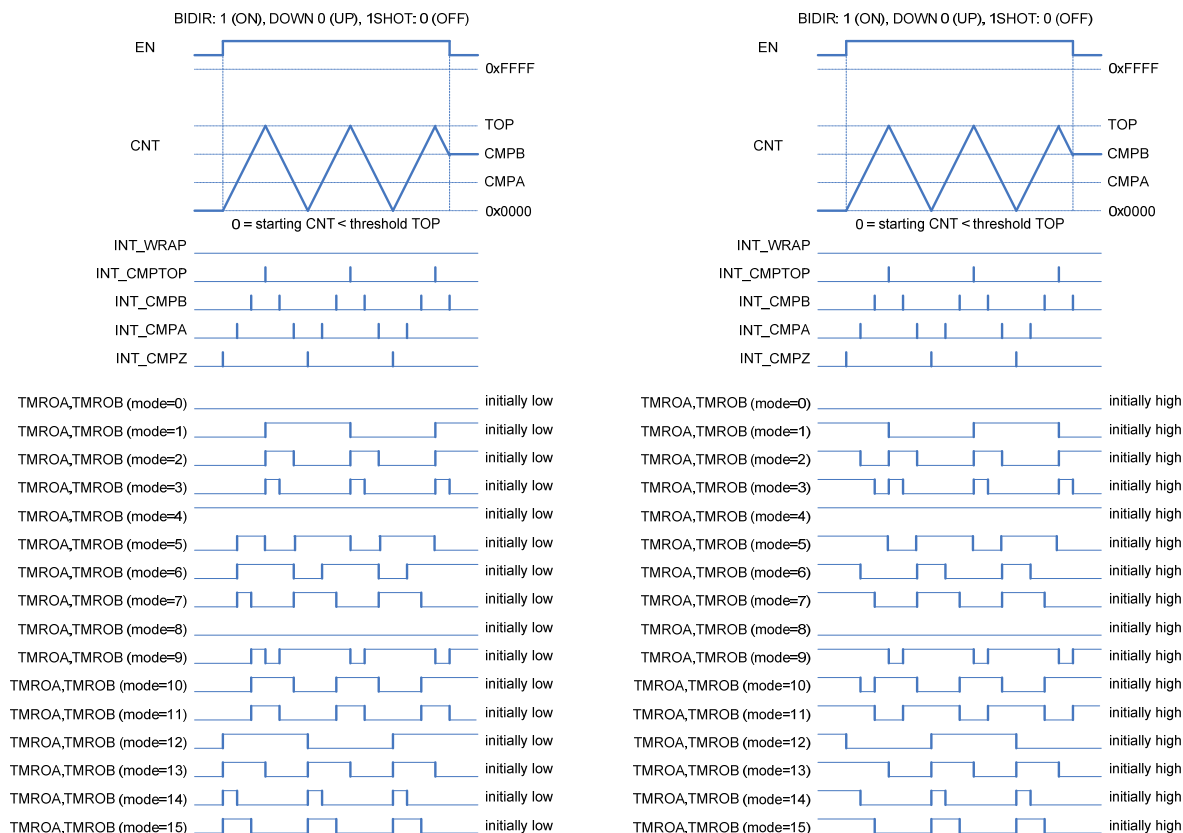 BIDIR: 1 (ON), DOWN 0 (UP), 1SHOT: 0 (OFF)
EN
0xFFFF
TOP
CNT
CMPB
CMPA
0x0000
0 = starting CNT < threshold TOP
INT_WRAP
INT_CMPTOP
INT_CMPB
INT_CMPA
INT_CMPZ
TMROA,TMROB (mode=0) initially low
TMROA,TMROB (mode=1) initially low
TMROA,TMROB (mode=2) initially low
TMROA,TMROB (mode=3) initially low
TMROA,TMROB (mode=4) initially low
TMROA,TMROB (mode=5) initially low
TMROA,TMROB (mode=6) initially low
TMROA,TMROB (mode=7) initially low
TMROA,TMROB (mode=8) initially low
TMROA,TMROB (mode=9) initially low
TMROA,TMROB (mode=10) initially low
TMROA,TMROB (mode=11) initially low
TMROA,TMROB (mode=12) initially low
TMROA,TMROB (mode=13) initially low
TMROA,TMROB (mode=14) initially low
TMROA,TMROB (mode=15) initially low
BIDIR: 1 (ON), DOWN 0 (UP), 1SHOT: 0 (OFF)
EN
0xFFFF
TOP
CNT
CMPB
CMPA
0x0000
0 = starting CNT < threshold TOP
INT_WRAP
INT_CMPTOP
INT_CMPB
INT_CMPA
INT_CMPZ
TMROA,TMROB (mode=0) initially high
TMROA,TMROB (mode=1) initially high
TMROA,TMROB (mode=2) initially high
TMROA,TMROB (mode=3) initially high
TMROA,TMROB (mode=4) initially high
TMROA,TMROB (mode=5) initially high
TMROA,TMROB (mode=6) initially high
TMROA,TMROB (mode=7) initially high
TMROA,TMROB (mode=8) initially high
TMROA,TMROB (mode=9) initially high
TMROA,TMROB (mode=10) initially high
TMROA,TMROB (mode=11) initially high
TMROA,TMROB (mode=12) initially high
TMROA,TMROB (mode=13) initially high
TMROA,TMROB (mode=14) initially high
TMROA,TMROB (mode=15) initially high